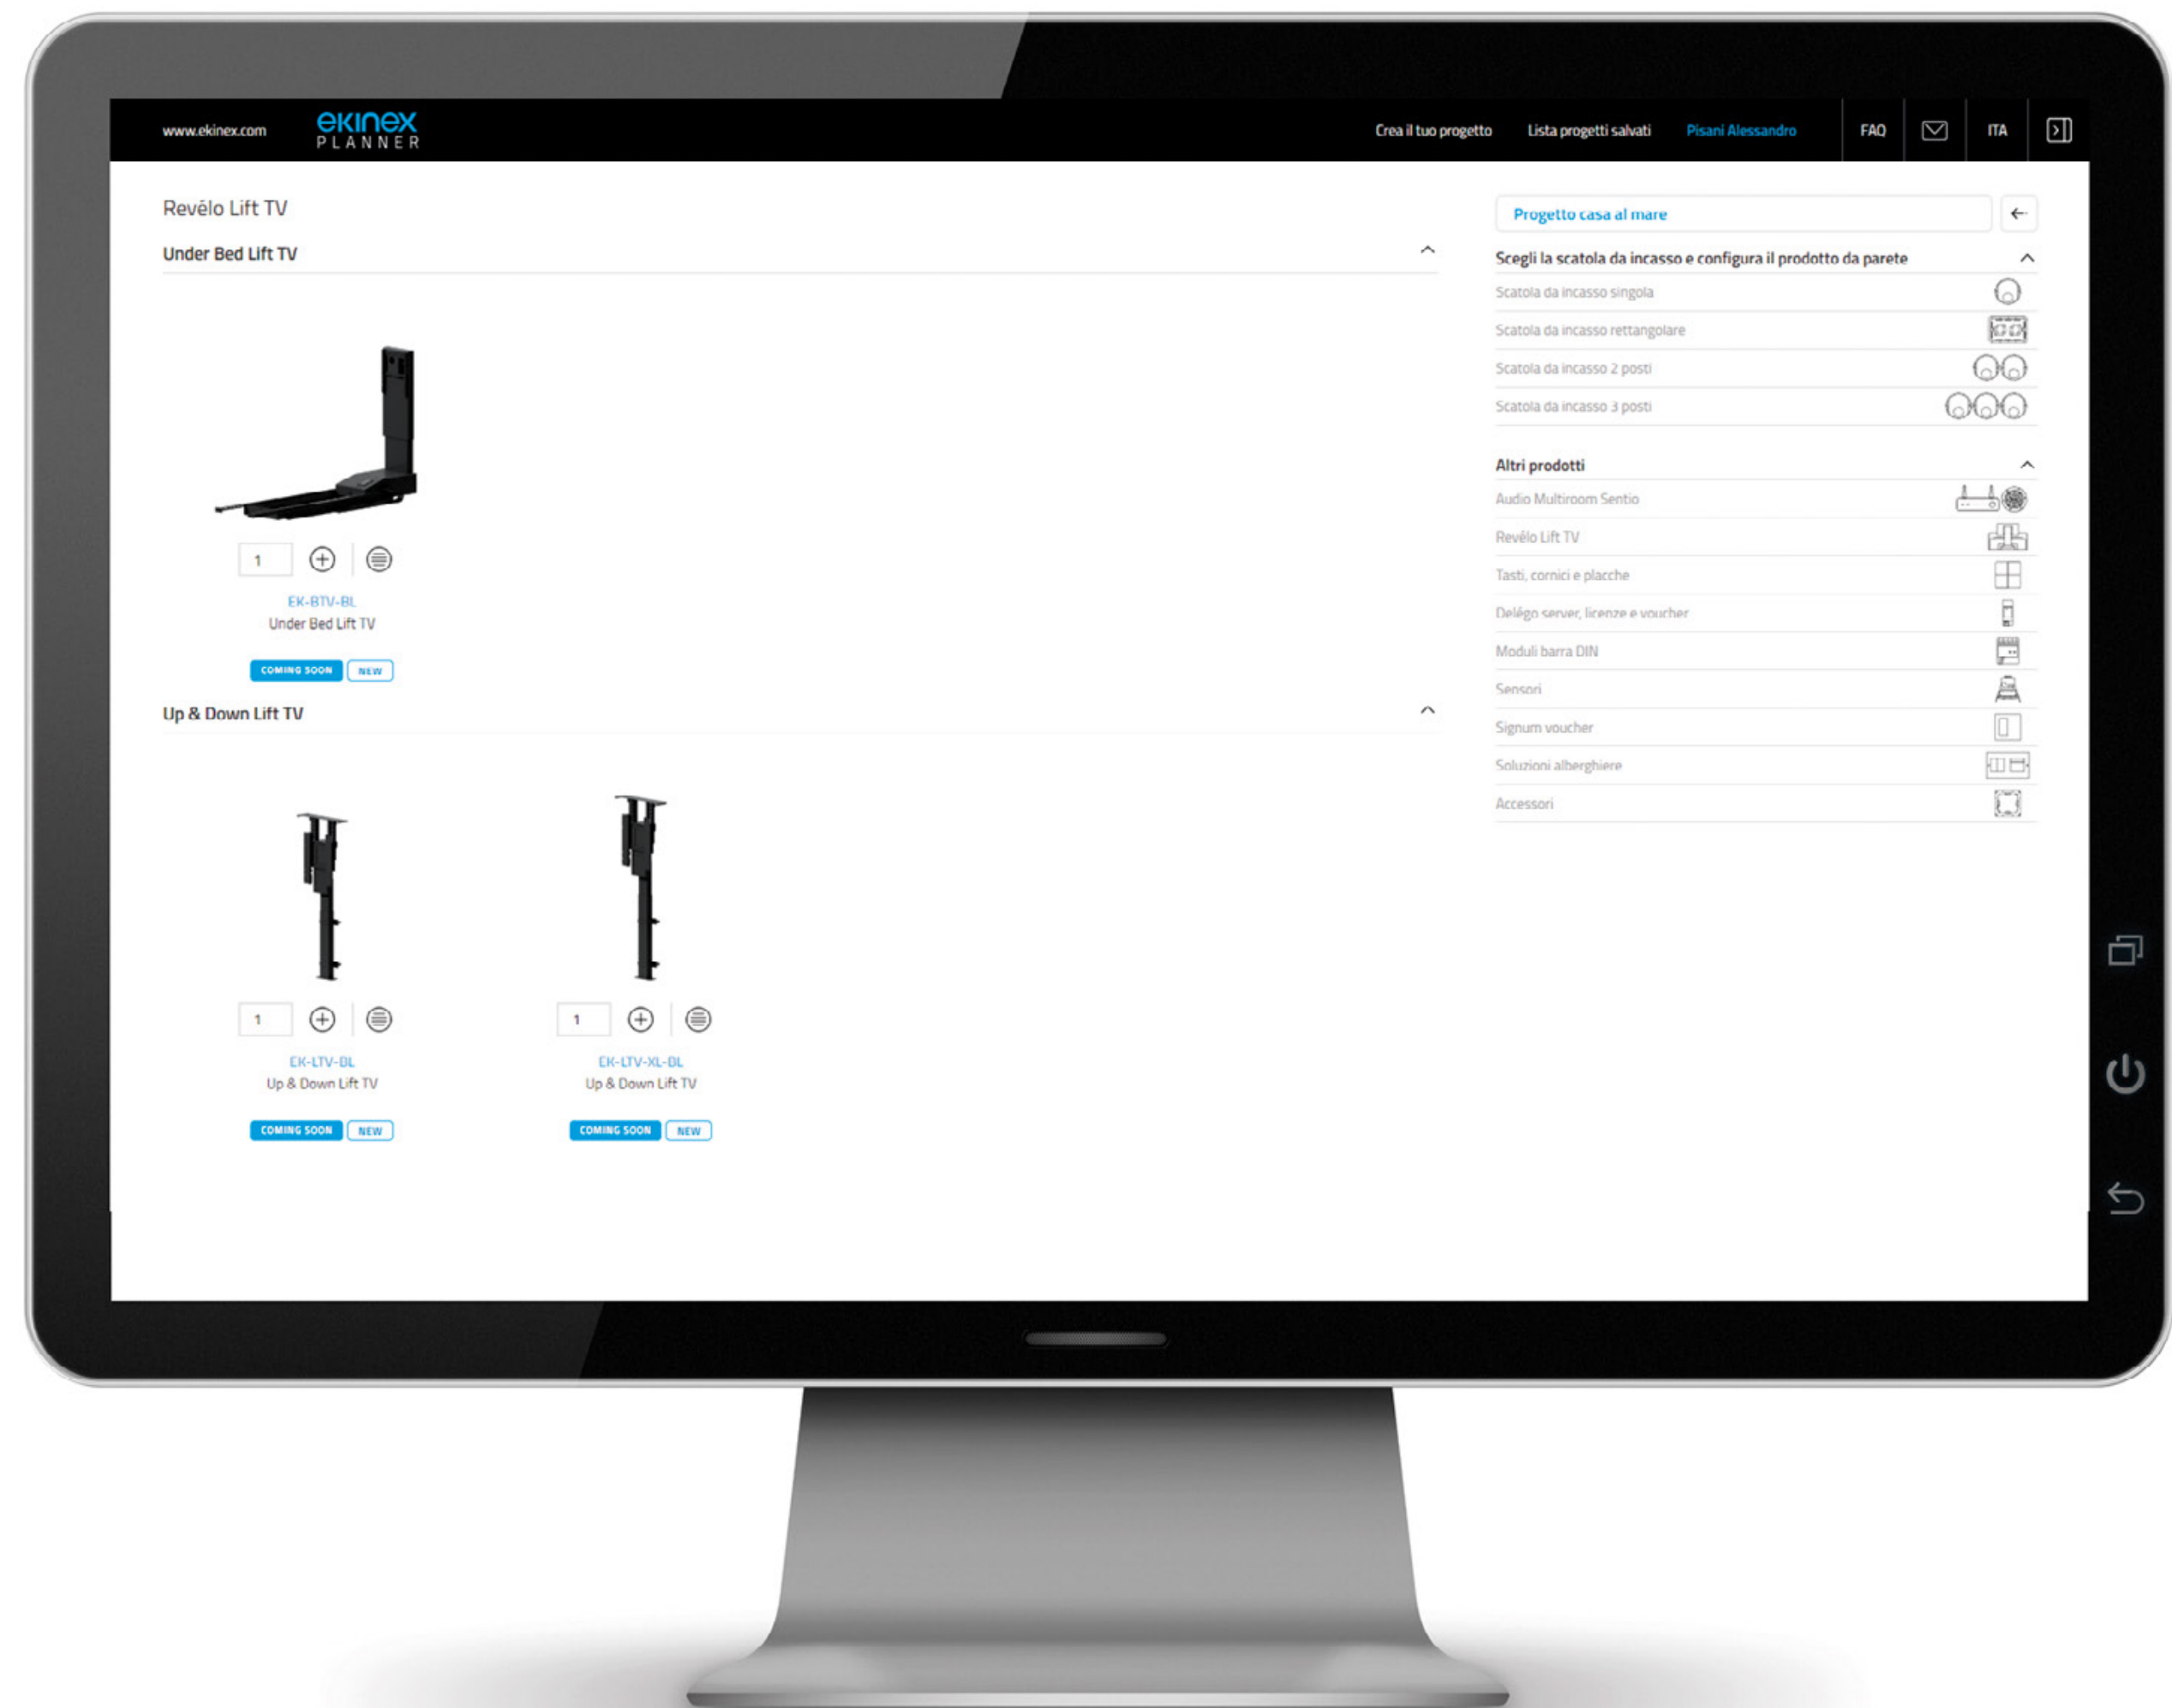 www.ekinex.com
ekinex
PLANNER
Crea il tuo progetto
Lista progetti salvati
Pisani Alessandro
FAQ
ITA
Revélo Lift TV
Under Bed Lift TV
1
EK-BTV-BL
Under Bed Lift TV
COMING SOON
NEW
Up & Down Lift TV
1
EK-LTV-BL
Up & Down Lift TV
COMING SOON
NEW
1
EK-LTV-XL-BL
Up & Down Lift TV
COMING SOON
NEW
Progetto casa al mare
Scegli la scatola da incasso e configura il prodotto da parete
Scatola da incasso singola
Scatola da incasso rettangolare
Scatola da incasso 2 posti
Scatola da incasso 3 posti
Altri prodotti
Audio Multiroom Sentio
Revélo Lift TV
Tasti, cornici e placche
Delégo server, licenze e voucher
Moduli barra DIN
Sensori
Signum voucher
Soluzioni alberghiere
Accessori